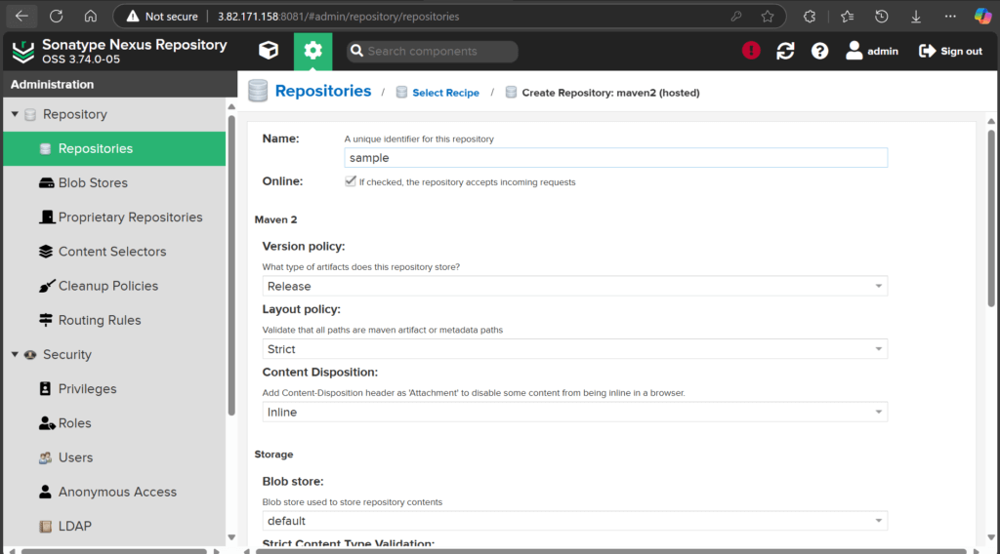 Not secure
3.82.171.158:8081/#admin/repository/repositories
Sonatype Nexus Repository
OSS 3.74.0-05
Search components
admin
Sign out
Administration
Repository
Repositories
Blob Stores
Proprietary Repositories
Content Selectors
Cleanup Policies
Routing Rules
Security
Privileges
Roles
Users
Anonymous Access
LDAP
Repositories / Select Recipe / Create Repository: maven2 (hosted)
Name:
A unique identifier for this repository
sample
Online:
If checked, the repository accepts incoming requests
Maven 2
Version policy:
What type of artifacts does this repository store?
Release
Layout policy:
Validate that all paths are maven artifact or metadata paths
Strict
Content Disposition:
Add Content-Disposition header as 'Attachment' to disable some content from being inline in a browser.
Inline
Storage
Blob store:
Blob store used to store repository contents
default
Strict Content Type Validation: